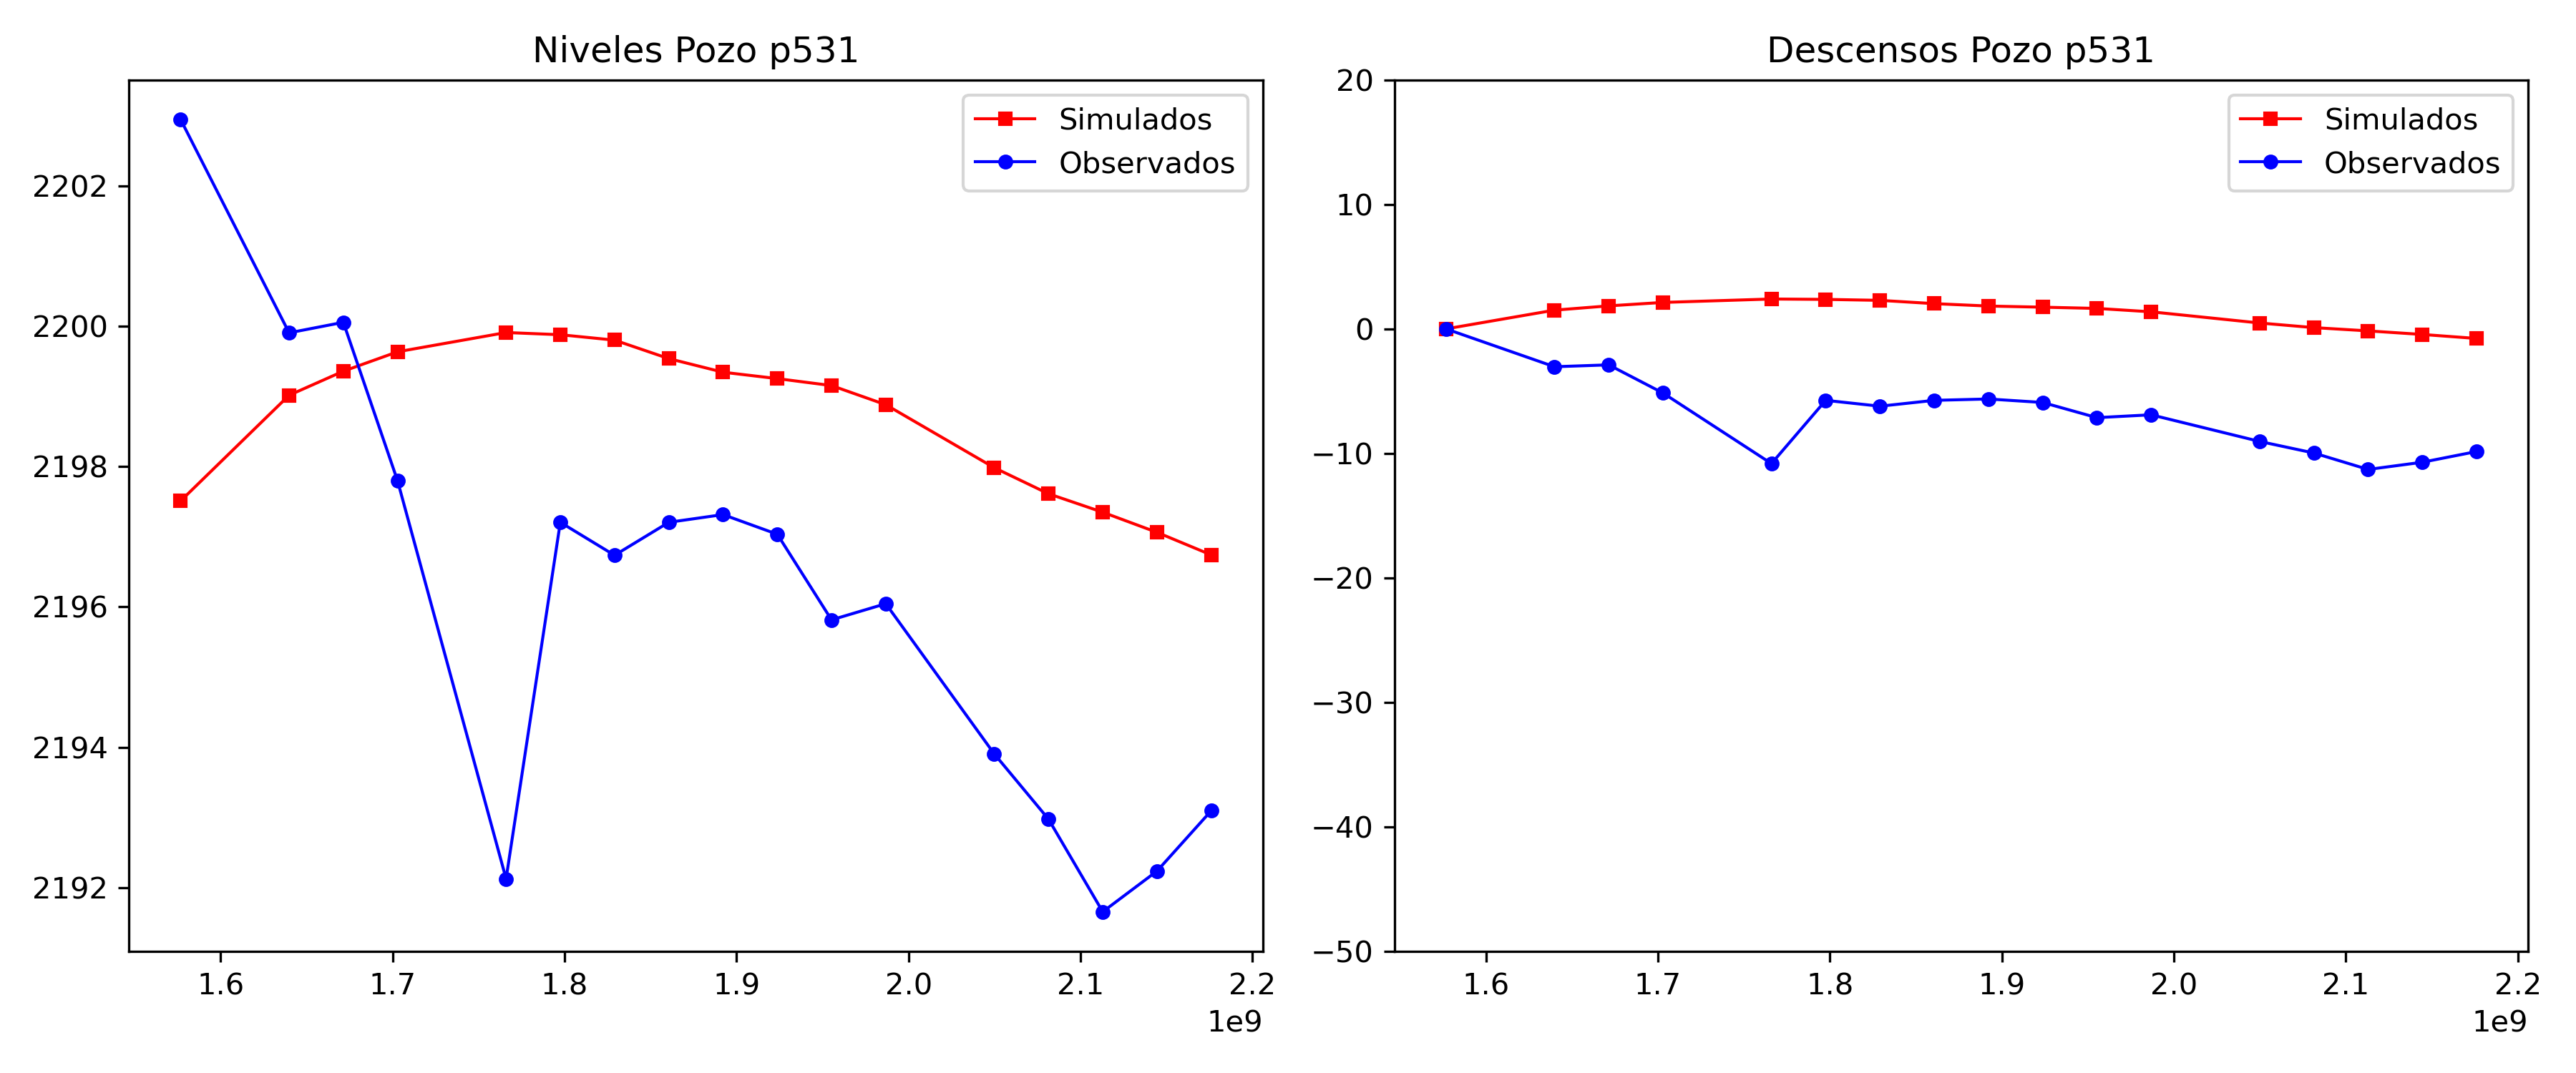 Niveles Pozo p531
Simulados
Observados
2202
2200
2198
2196
2194
2192
1.6 1.7 1.8 1.9 2.0 2.1 2.2
1e9
Descensos Pozo p531
Simulados
Observados
20
10
0
−10
−20
−30
−40
−50
1.6 1.7 1.8 1.9 2.0 2.1 2.2
1e9